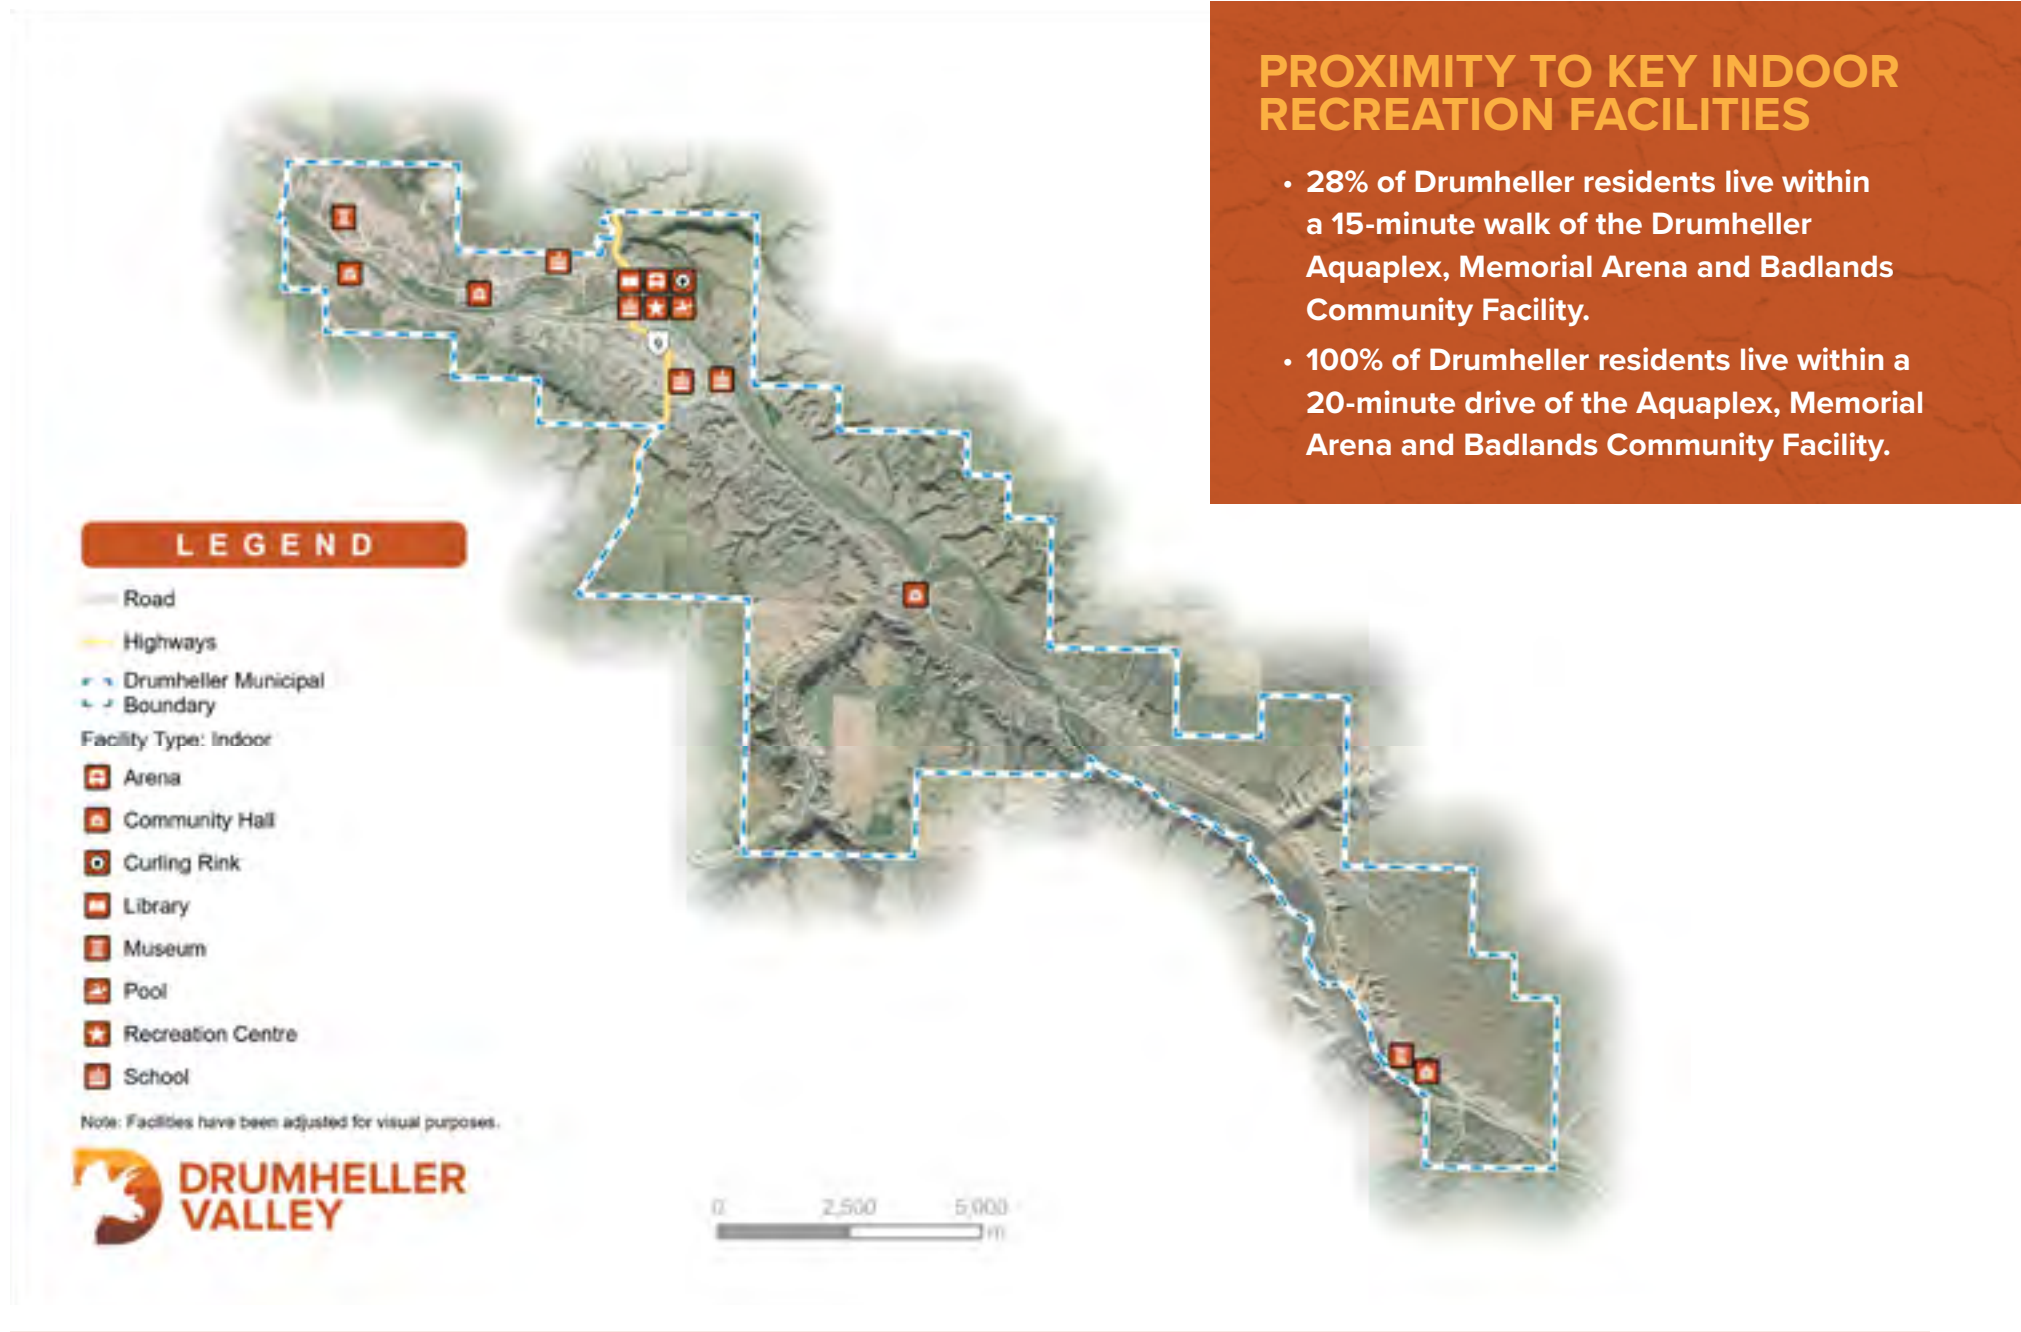 PROXIMITY TO KEY INDOOR
RECREATION FACILITIES
• 28% of Drumheller residents live within
a 15-minute walk of the Drumheller
Aquaplex, Memorial Arena and Badlands
Community Facility.
• 100% of Drumheller residents live within a
20-minute drive of the Aquaplex, Memorial
Arena and Badlands Community Facility.
9
LEGEND
Road
Highways
Drumheller Municipal
Boundary
Facility Type: Indoor
Arena
Community Hall
Curling Rink
Library
Museum
Pool
Recreation Centre
School
Note: Facilities have been adjusted for visual purposes.
DRUMHELLER
VALLEY
0 2,500 5,000
m